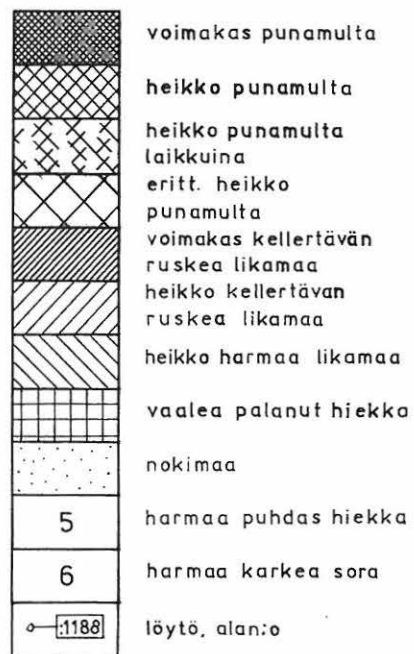 voimakas punamulta
heikko punamulta
heikko punamulta
laikkuina
eritt. heikko
punamulta
voimakas kellertävän
ruskea likamaa
heikko kellertävan
ruskea likamaa
heikko harmaa likamaa
vaalea palanut hiekka
nokimaa
5 harmaa puhdas hiekka
6 harmaa karkea sora
:1188 löytö, alan:o